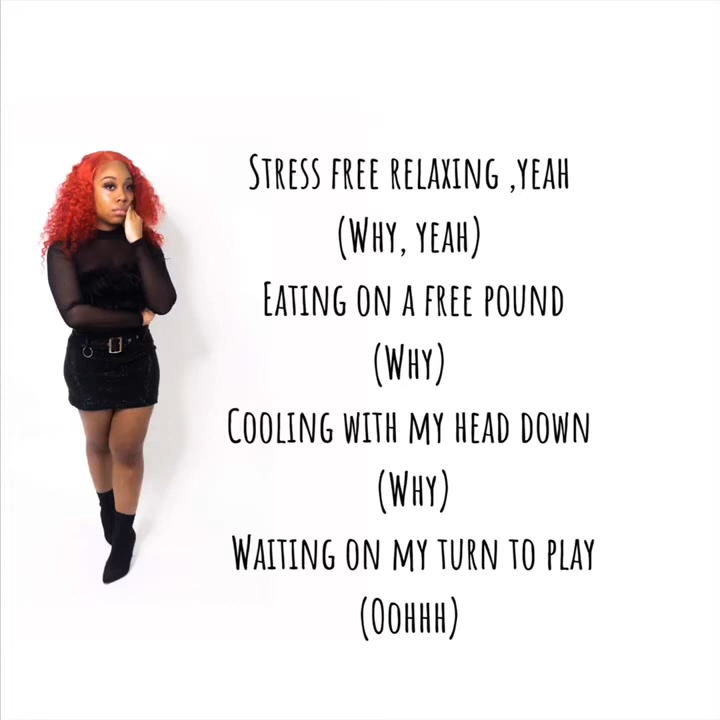 Stress free relaxing ,yeah
(Why, yeah)
Eating on a free pound
(Why)
Cooling with my head down
(Why)
Waiting on my turn to play
(Oohhh)